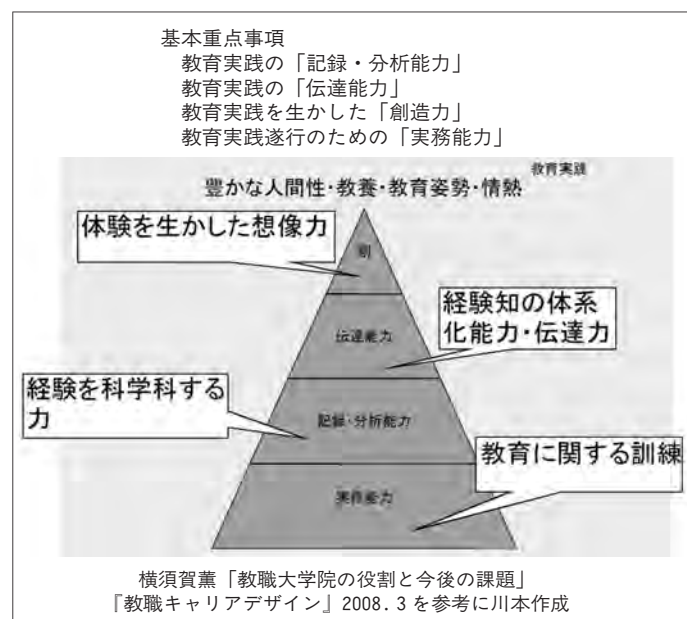 基本重点事項
教育実践の「記録・分析能力」
教育実践の「伝達能力」
教育実践を生かした「創造力」
教育実践遂行のための「実務能力」
教育実践
豊かな人間性・教養・教育姿勢・情熱
体験を生かした想像力
創
経験知の体系
化能力・伝達力
伝達能力
経験を科学科する
力
記録・分析能力
教育に関する訓練
実務能力
横須賀薫「教職大学院の役割と今後の課題」
『教職キャリアデザイン』2008.3を参考に川本作成